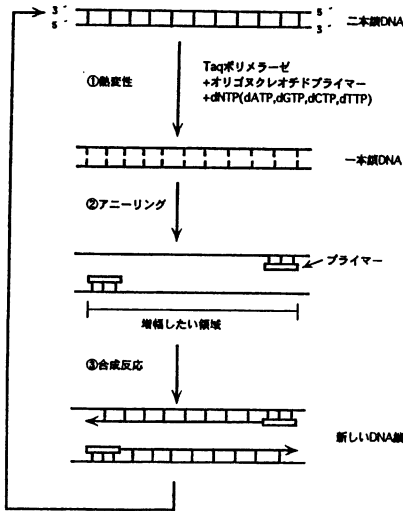 3´ 5´
5´ 3´
二本鎖DNA
①熱変性
Taqポリメラーゼ
+オリゴヌクレオチドプライマー
+dNTP(dATP,dGTP,dCTP,dTTP)
一本鎖DNA
②アニーリング
プライマー
増幅したい領域
③合成反応
新しいDNA鎖